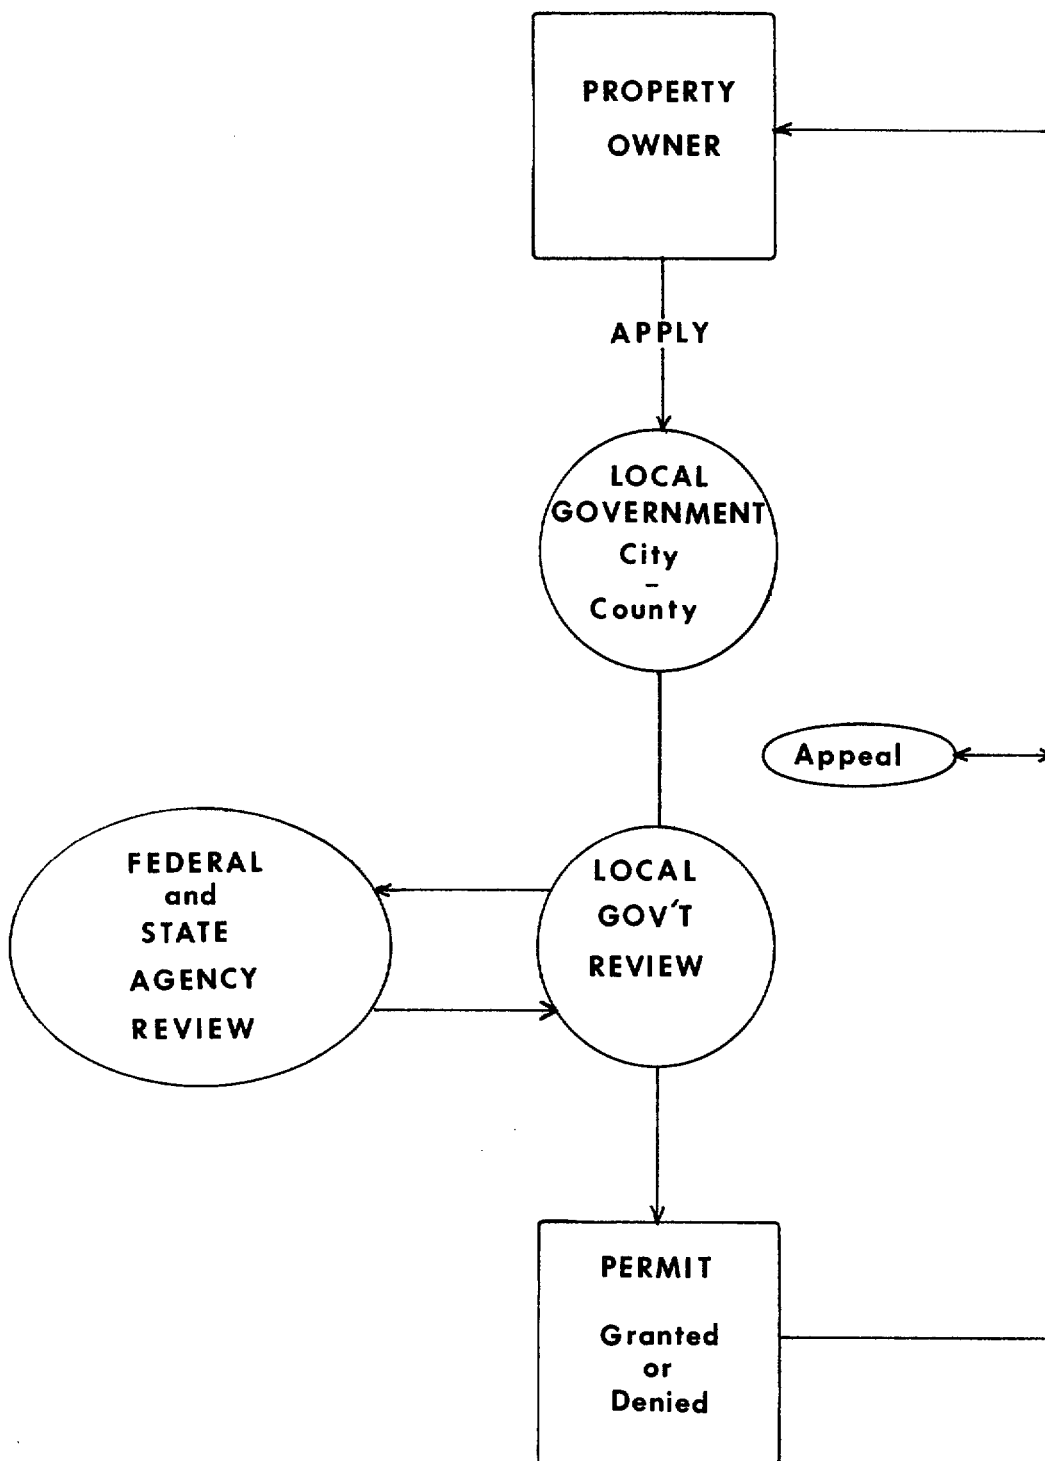 PROPERTY
OWNER
APPLY
LOCAL
GOVERNMENT
City
–
County
Appeal
FEDERAL
and
STATE
AGENCY
REVIEW
LOCAL
GOV'T
REVIEW
PERMIT
Granted
or
Denied